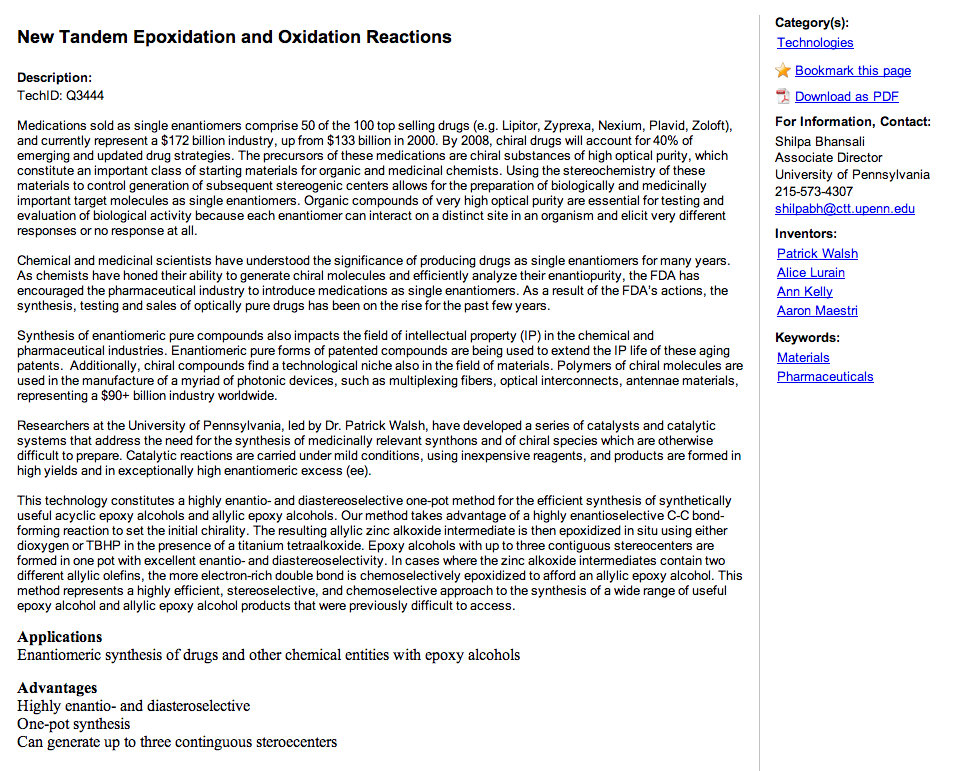 New Tandem Epoxidation and Oxidation Reactions
Description:
TechID: Q3444
Medications sold as single enantiomers comprise 50 of the 100 top selling drugs (e.g. Lipitor, Zyprexa, Nexium, Plavid, Zoloft),
and currently represent a $172 billion industry, up from $133 billion in 2000. By 2008, chiral drugs will account for 40% of
emerging and updated drug strategies. The precursors of these medications are chiral substances of high optical purity, which
constitute an important class of starting materials for organic and medicinal chemists. Using the stereochemistry of these
materials to control generation of subsequent stereogenic centers allows for the preparation of biologically and medicinally
important target molecules as single enantiomers. Organic compounds of very high optical purity are essential for testing and
evaluation of biological activity because each enantiomer can interact on a distinct site in an organism and elicit very different
responses or no response at all.
Chemical and medicinal scientists have understood the significance of producing drugs as single enantiomers for many years.
As chemists have honed their ability to generate chiral molecules and efficiently analyze their enantiopurity, the FDA has
encouraged the pharmaceutical industry to introduce medications as single enantiomers. As a result of the FDA's actions, the
synthesis, testing and sales of optically pure drugs has been on the rise for the past few years.
Synthesis of enantiomeric pure compounds also impacts the field of intellectual property (IP) in the chemical and
pharmaceutical industries. Enantiomeric pure forms of patented compounds are being used to extend the IP life of these aging
patents. Additionally, chiral compounds find a technological niche also in the field of materials. Polymers of chiral molecules are
used in the manufacture of a myriad of photonic devices, such as multiplexing fibers, optical interconnects, antennae materials,
representing a $90+ billion industry worldwide.
Researchers at the University of Pennsylvania, led by Dr. Patrick Walsh, have developed a series of catalysts and catalytic
systems that address the need for the synthesis of medicinally relevant synthons and of chiral species which are otherwise
difficult to prepare. Catalytic reactions are carried under mild conditions, using inexpensive reagents, and products are formed in
high yields and in exceptionally high enantiomeric excess (ee).
This technology constitutes a highly enantio- and diastereoselective one-pot method for the efficient synthesis of synthetically
useful acyclic epoxy alcohols and allylic epoxy alcohols. Our method takes advantage of a highly enantioselective C-C bond-
forming reaction to set the initial chirality. The resulting allylic zinc alkoxide intermediate is then epoxidized in situ using either
dioxygen or TBHP in the presence of a titanium tetraalkoxide. Epoxy alcohols with up to three contiguous stereocenters are
formed in one pot with excellent enantio- and diastereoselectivity. In cases where the zinc alkoxide intermediates contain two
different allylic olefins, the more electron-rich double bond is chemoselectively epoxidized to afford an allylic epoxy alcohol. This
method represents a highly efficient, stereoselective, and chemoselective approach to the synthesis of a wide range of useful
epoxy alcohol and allylic epoxy alcohol products that were previously difficult to access.
Applications
Enantiomeric synthesis of drugs and other chemical entities with epoxy alcohols
Advantages
Highly enantio- and diasteroselective
One-pot synthesis
Can generate up to three continguous steroecenters
Category(s):
Technologies
Bookmark this page
Download as PDF
For Information, Contact:
Shilpa Bhansali
Associate Director
University of Pennsylvania
215-573-4307
shilpabh@ctt.upenn.edu
Inventors:
Patrick Walsh
Alice Lurain
Ann Kelly
Aaron Maestri
Keywords:
Materials
Pharmaceuticals